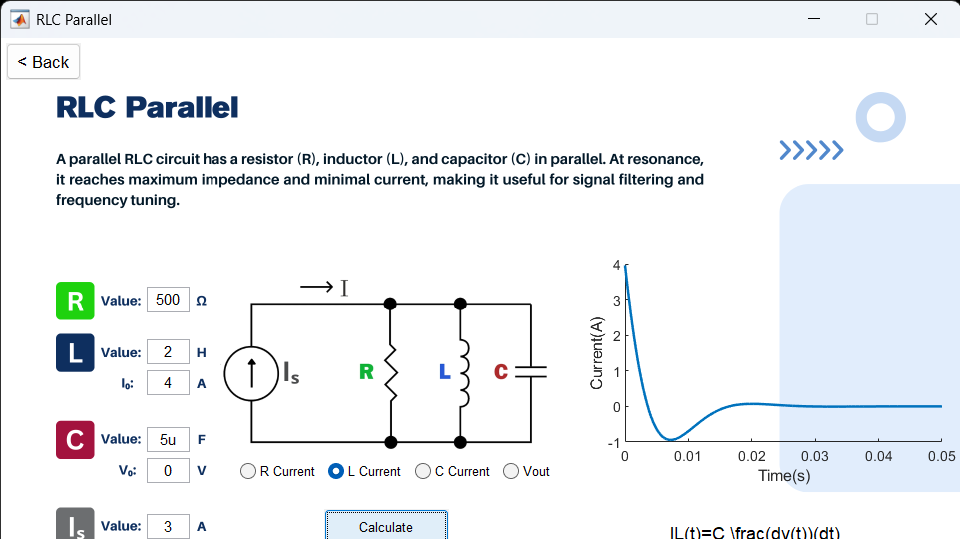 RLC Parallel
< Back
RLC Parallel
A parallel RLC circuit has a resistor (R), inductor (L), and capacitor (C) in parallel. At resonance,
it reaches maximum impedance and minimal current, making it useful for signal filtering and
frequency tuning.
R Value: 500 Ω
L Value: 2 H
I₀: 4 A
C Value: 5u F
V₀: 0 V
Is Value: 3 A
I
Is
R
L
C
R Current L Current C Current Vout
Calculate
Current(A)
4
3
2
1
0
-1
0 0.01 0.02 0.03 0.04 0.05
Time(s)
IL(t)=C \frac(dv(t))(dt)